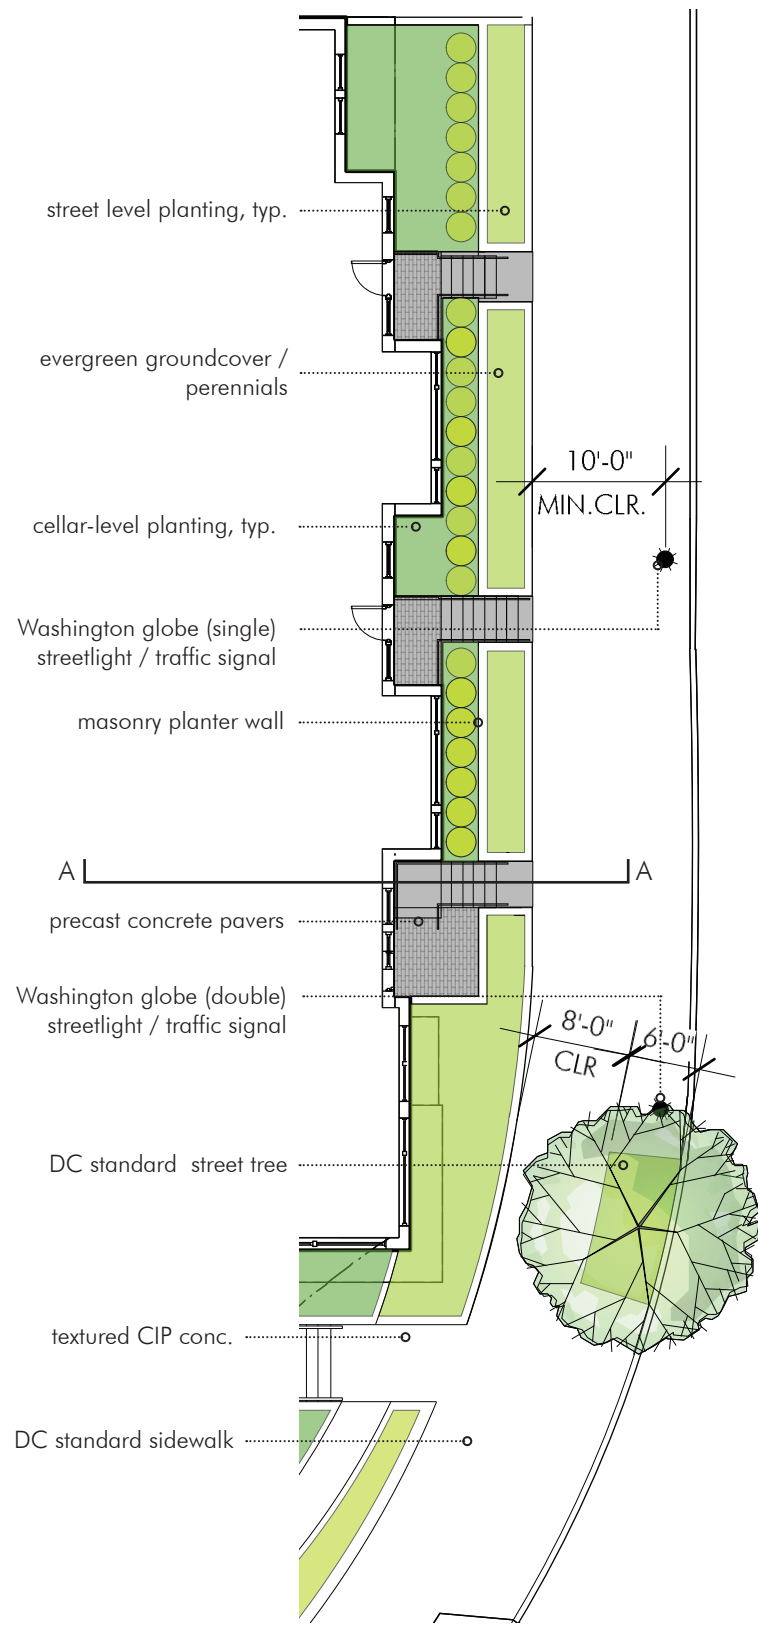 street level planting, typ.
evergreen groundcover /
perennials
10'-0"
MIN.CLR.
cellar-level planting, typ.
Washington globe (single)
streetlight / traffic signal
masonry planter wall
A
A
precast concrete pavers
Washington globe (double)
streetlight / traffic signal
8'-0"
CLR
6'-0"
DC standard  street tree
textured CIP conc.
DC standard sidewalk